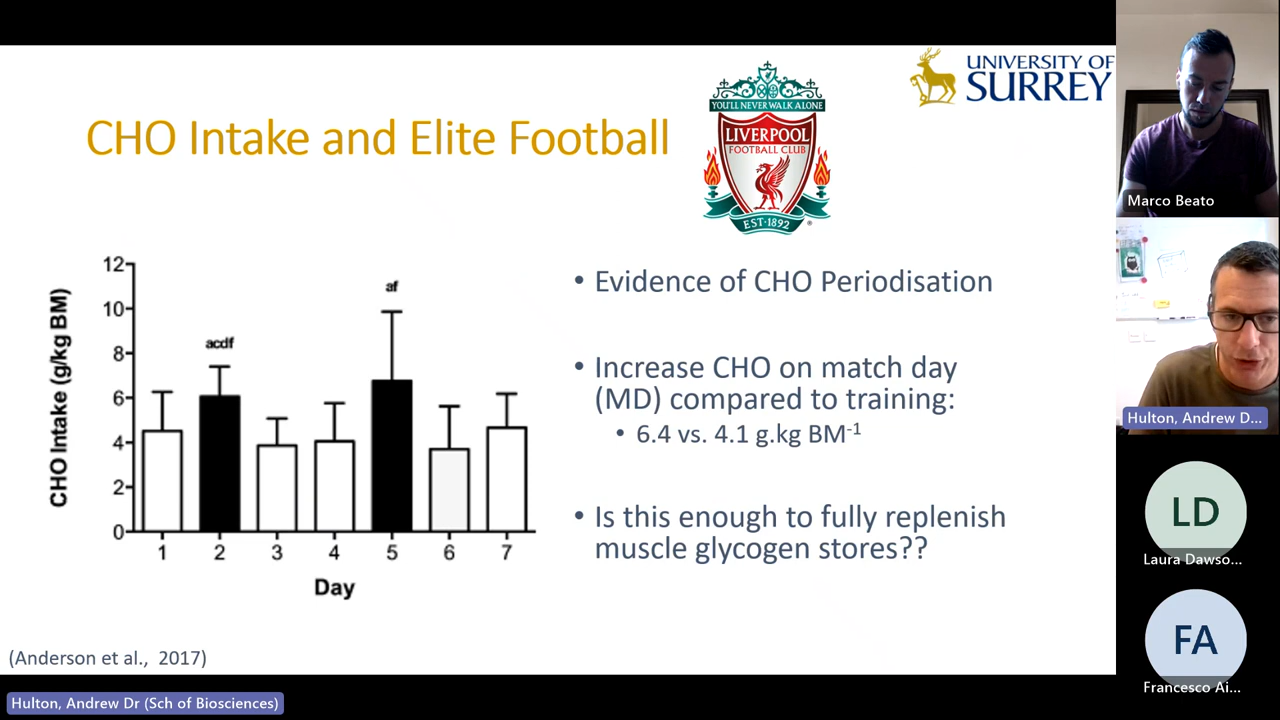 UNIVERSITY OF
SURREY
YOU'LL NEVER WALK ALONE
LIVERPOOL
FOOTBALL CLUB
EST·1892
®
CHO Intake and Elite Football
CHO Intake (g/kg BM)
12
10
8
6
4
2
0
acdf
af
1 2 3 4 5 6 7
Day
• Evidence of CHO Periodisation
• Increase CHO on match day
(MD) compared to training:
• 6.4 vs. 4.1 g.kg BM-1
• Is this enough to fully replenish
muscle glycogen stores??
(Anderson et al., 2017)
Hulton, Andrew Dr (Sch of Biosciences)
Marco Beato
Hulton, Andrew D...
LD
Laura Dawso...
FA
Francesco Ai...